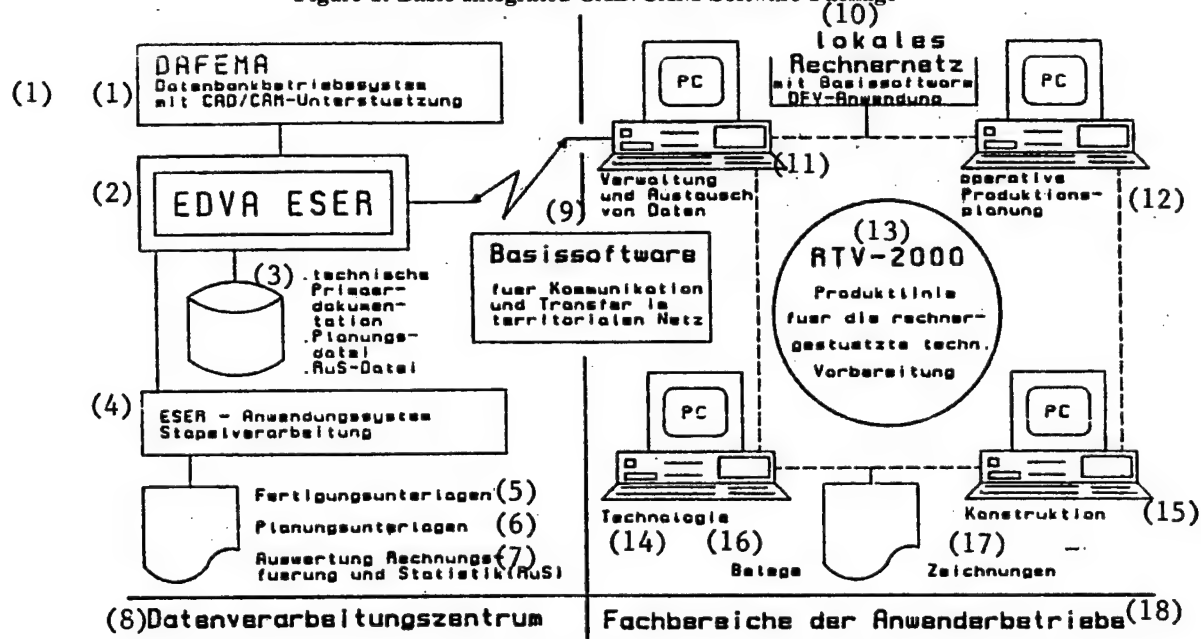 Basic Integrated CAD/CAM Software Package
(1) (1) DAFEMA
Datenbankbetriebssystem
mit CAD/CAM-Unterstuetzung
(2) EDVA ESER
(3) .technische
Primaer-
dokumen-
tation
.Planungs-
datei
.RuS-Datei
(4) ESER - Anwendungssystem
Stapelverarbeitung
Fertigungsunterlagen (5)
Planungsunterlagen (6)
Auswertung Rechnungs- (7)
fuerung und Statistik(RuS)
(8) Datenverarbeitungszentrum
(9)
Basissoftware
fuer Kommunikation
und Transfer im
territorialen Netz
(10)
lokales
Rechnernetz
mit Basissoftware
DFV-Anwendung
PC
(11)
Verwaltung
und Austausch
von Daten
PC
operative
Produktions-
planung
(12)
(13)
RTV-2000
Produktlinie
fuer die rechner-
gestuetzte techn.
Vorbereitung
PC
Technologie
(14) (16)
Belege
PC
Konstruktion (15)
(17)
Zeichnungen
Fachbereiche der Anwenderbetriebe (18)